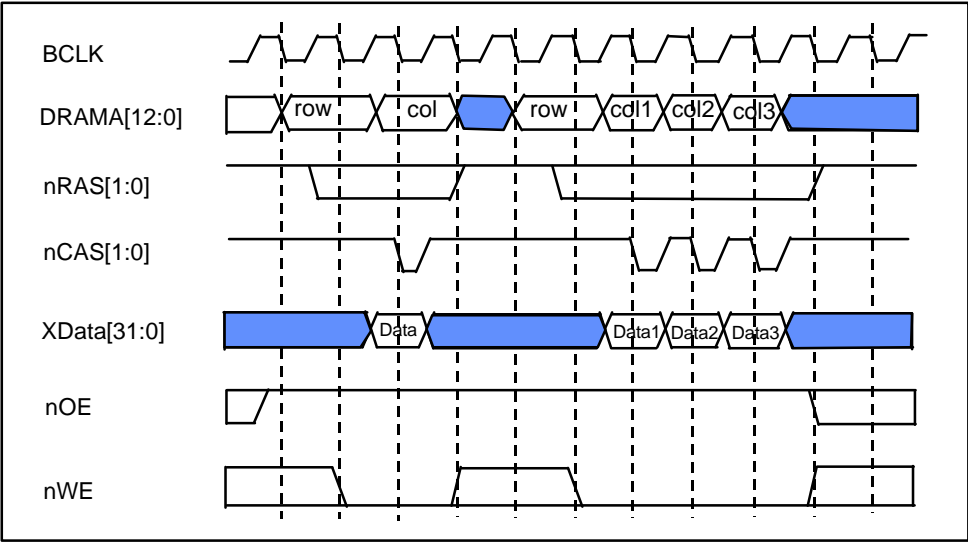 BCLK
DRAMA[12:0] row col row col1 col2 col3
nRAS[1:0]
nCAS[1:0]
XData[31:0] Data Data1 Data2 Data3
nOE
nWE